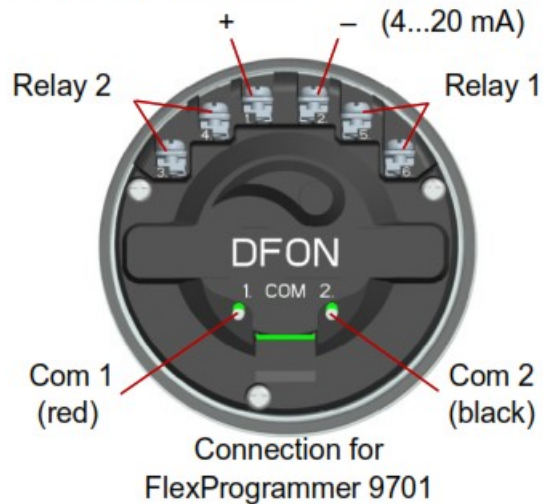 + – (4...20 mA)
Relay 2 Relay 1
4 1 2 5
3 6
DFON
1. COM 2.
Com 1 Com 2
(red) (black)
Connection for
FlexProgrammer 9701